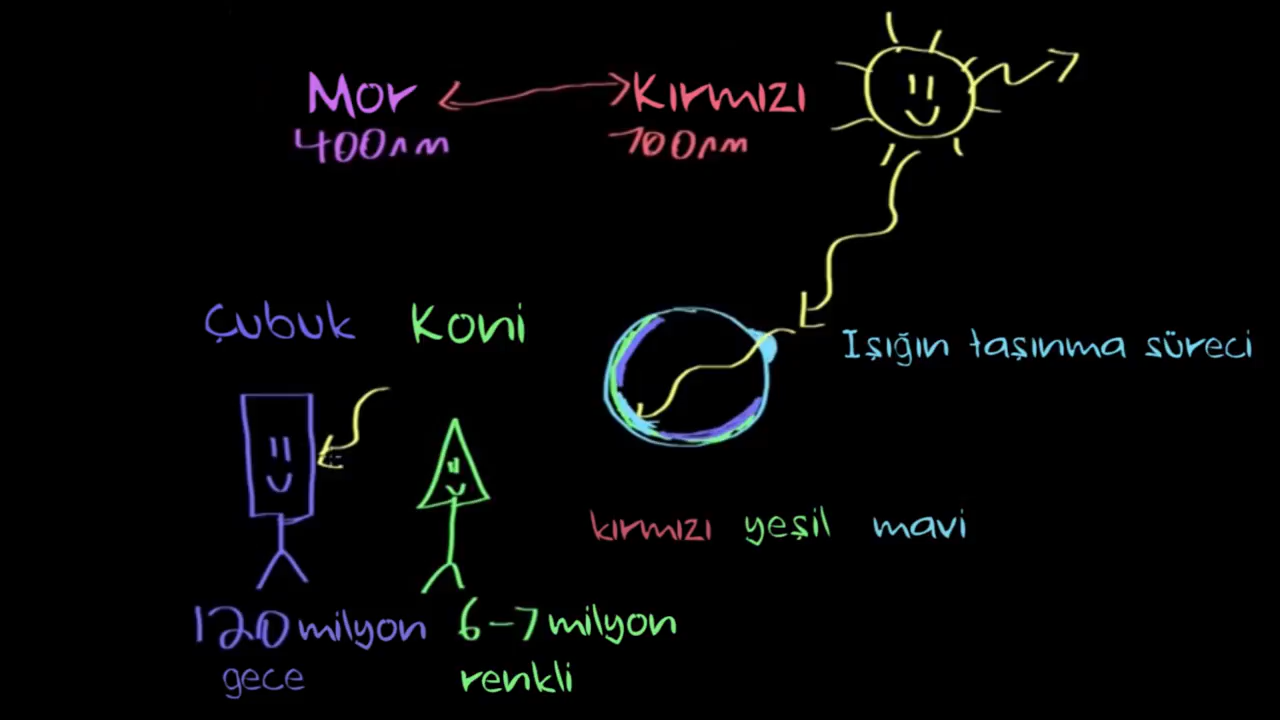 Mor Kırmızı
400nm 700nm
Çubuk Koni
Işığın taşınma süreci
kırmızı yeşil mavi
120 milyon 6-7 milyon
gece renkli